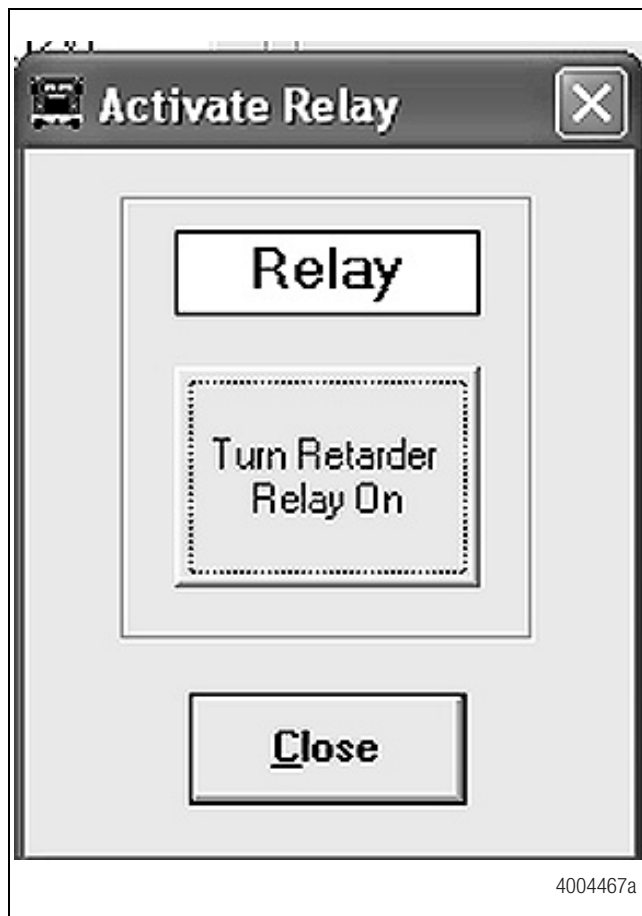 Activate Relay
Relay
Turn Retarder
Relay On
Close
4004467a